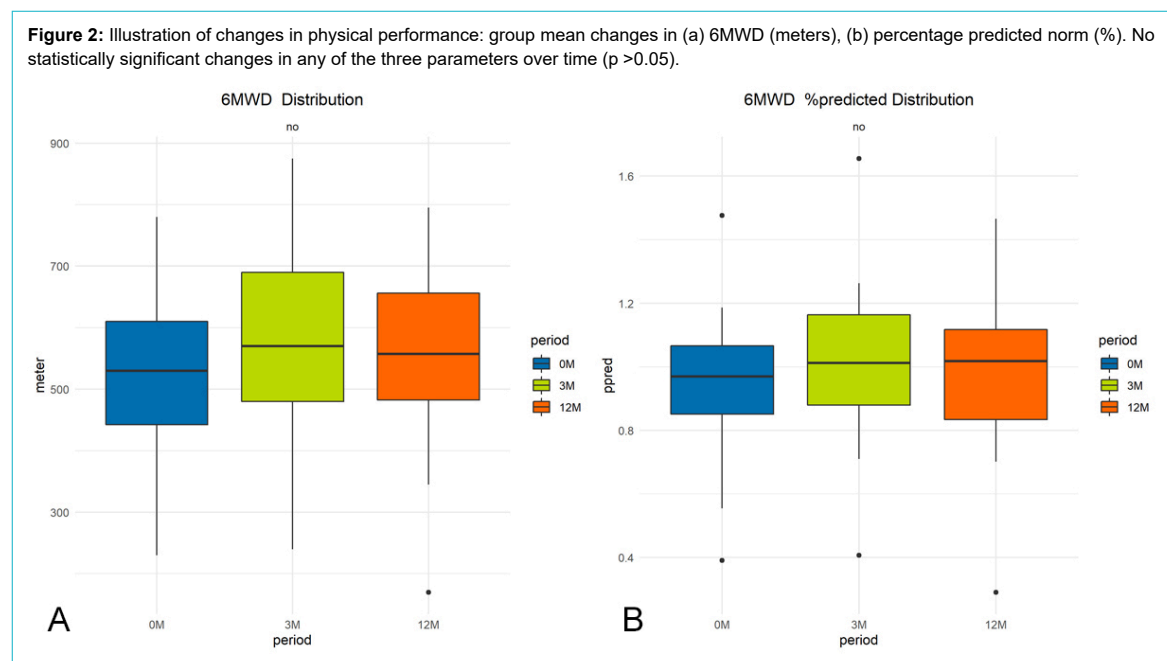 Figure 2: Illustration of changes in physical performance: group mean changes in (a) 6MWD (meters), (b) percentage predicted norm (%). No
statistically significant changes in any of the three parameters over time (p >0.05).
6MWD Distribution
no
900
700
500
300
meter
0M
3M
12M
period
period
0M
3M
12M
A
6MWD %predicted Distribution
no
1.6
1.2
0.8
0.4
ppred
0M
3M
12M
period
period
0M
3M
12M
B